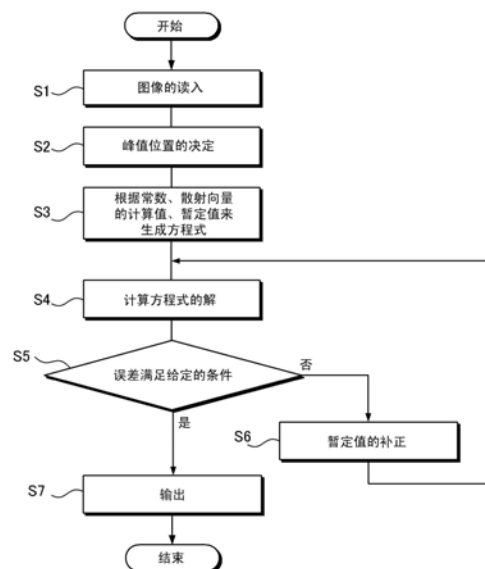 开始
S1
图像的读入
S2
峰值位置的决定
S3
根据常数、散射向量
的计算值、暂定值来
生成方程式
S4
计算方程式的解
S5
误差满足给定的条件
否
是
S6
暂定值的补正
S7
输出
结束